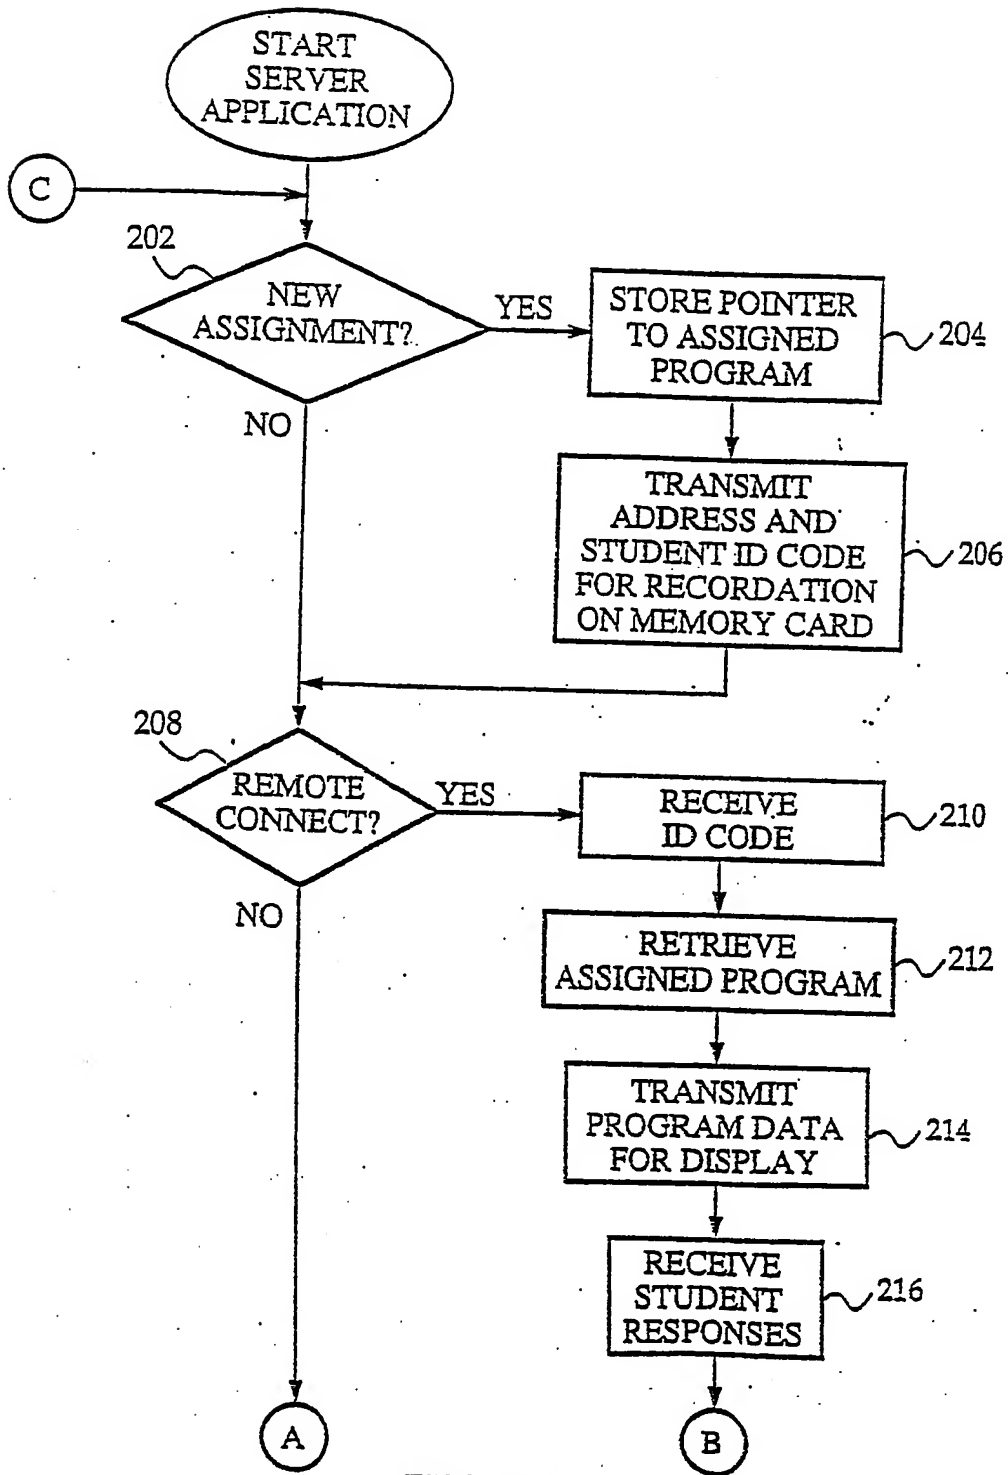 START
SERVER
APPLICATION
C
202
NEW
ASSIGNMENT?
YES
NO
STORE POINTER
TO ASSIGNED
PROGRAM
204
TRANSMIT
ADDRESS AND
STUDENT ID CODE
FOR RECORDATION
ON MEMORY CARD
206
208
REMOTE
CONNECT?
YES
NO
RECEIVE
ID CODE
210
RETRIEVE
ASSIGNED PROGRAM
212
TRANSMIT
PROGRAM DATA
FOR DISPLAY
214
RECEIVE
STUDENT
RESPONSES
216
A
B